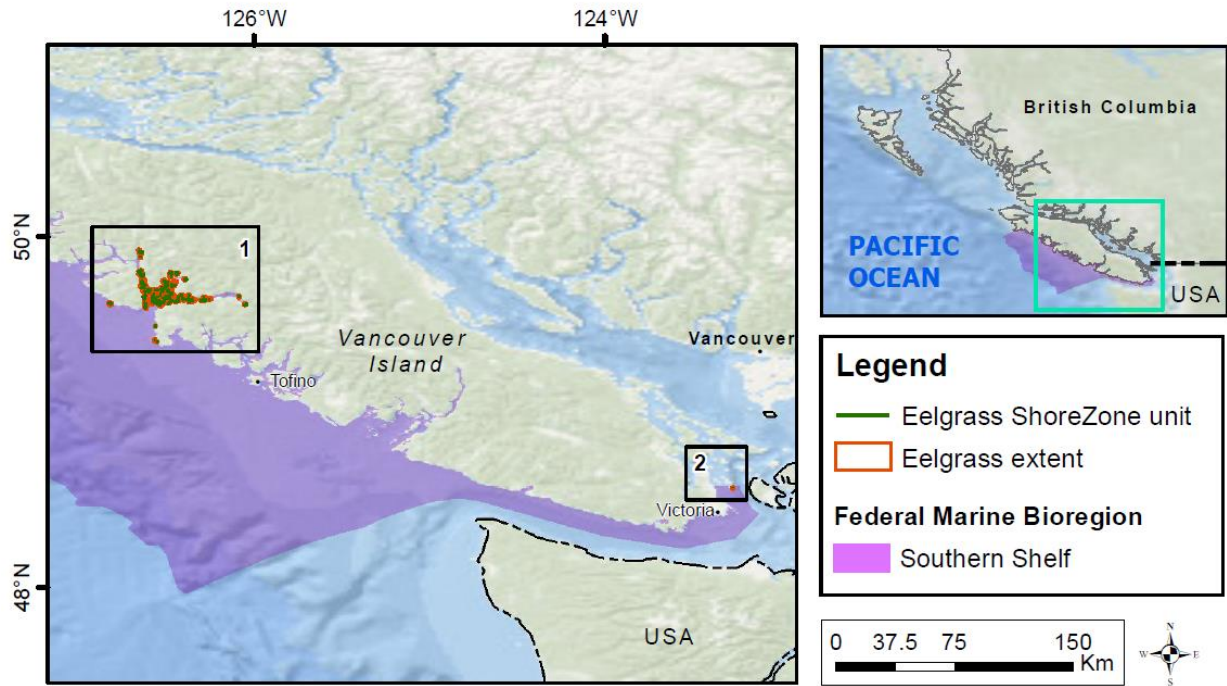 126°W
124°W
50°N
48°N
1
Vancouver
Island
Tofino
Vancouver
2
Victoria
USA
British Columbia
PACIFIC
OCEAN
USA
Legend
Eelgrass ShoreZone unit
Eelgrass extent
Federal Marine Bioregion
Southern Shelf
0 37.5 75 150
Km
N
W E
S